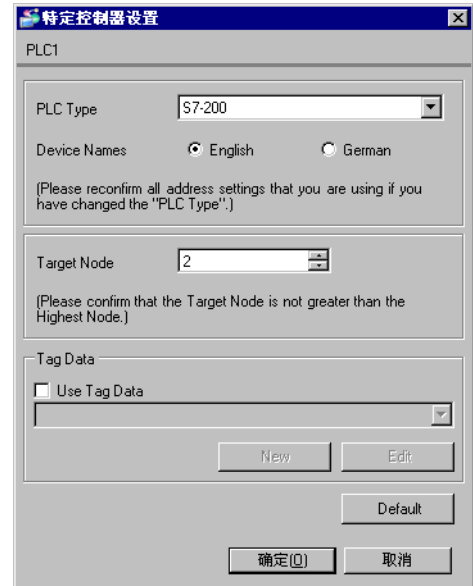 特定控制器设置
PLC1
PLC Type
S7-200
Device Names
English
German
(Please reconfirm all address settings that you are using if you
have changed the "PLC Type".)
Target Node
2
(Please confirm that the Target Node is not greater than the
Highest Node.)
Tag Data
Use Tag Data
New
Edit
Default
确定(O)
取消